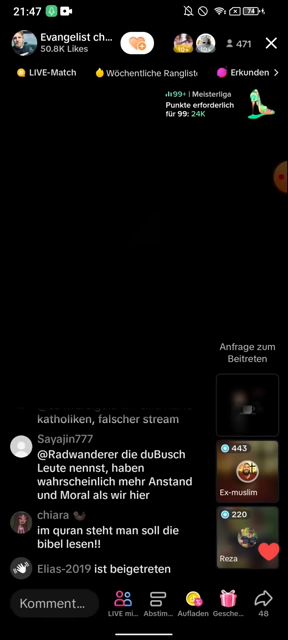 21:47
74
Evangelist ch...
50.8K Likes
471
LIVE-Match
Wöchentliche Ranglist
Erkunden
99+ | Meisterliga
Punkte erforderlich
für 99: 24K
Anfrage zum
Beitreten
katholiken, falscher stream
Sayajin777
@Radwanderer die duBusch
Leute nennst, haben
wahrscheinlich mehr Anstand
und Moral als wir hier
443
Ex-muslim
chiara
im quran steht man soll die
bibel lesen!!
220
Reza
Elias-2019 ist beigetreten
Komment...
LIVE mi...
Abstim...
Aufladen
Gesche...
48